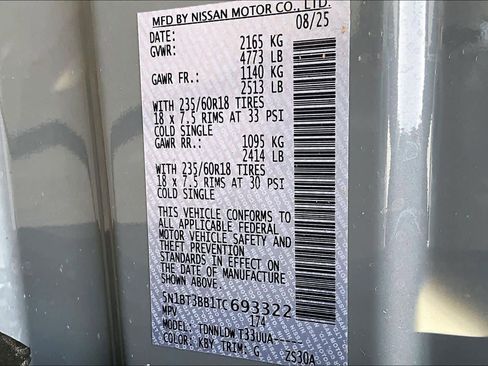 MFD BY NISSAN MOTOR CO., LTD.
DATE: 08/25
GVWR: 2165 KG
4773 LB
GAWR FR.: 1140 KG
2513 LB
WITH 235/60R18 TIRES
18 x 7.5 RIMS AT 33 PSI
COLD SINGLE
GAWR RR.: 1095 KG
2414 LB
WITH 235/60R18 TIRES
18 x 7.5 RIMS AT 30 PSI
COLD SINGLE
THIS VEHICLE CONFORMS TO
ALL APPLICABLE FEDERAL
MOTOR VEHICLE SAFETY AND
THEFT PREVENTION
STANDARDS IN EFFECT ON
THE DATE OF MANUFACTURE
5N1BT3BB1TC693322
MPV 174
MODEL: TDNNLDW T33UUA-----
COLOR: KBY TRIM: G ZS30A